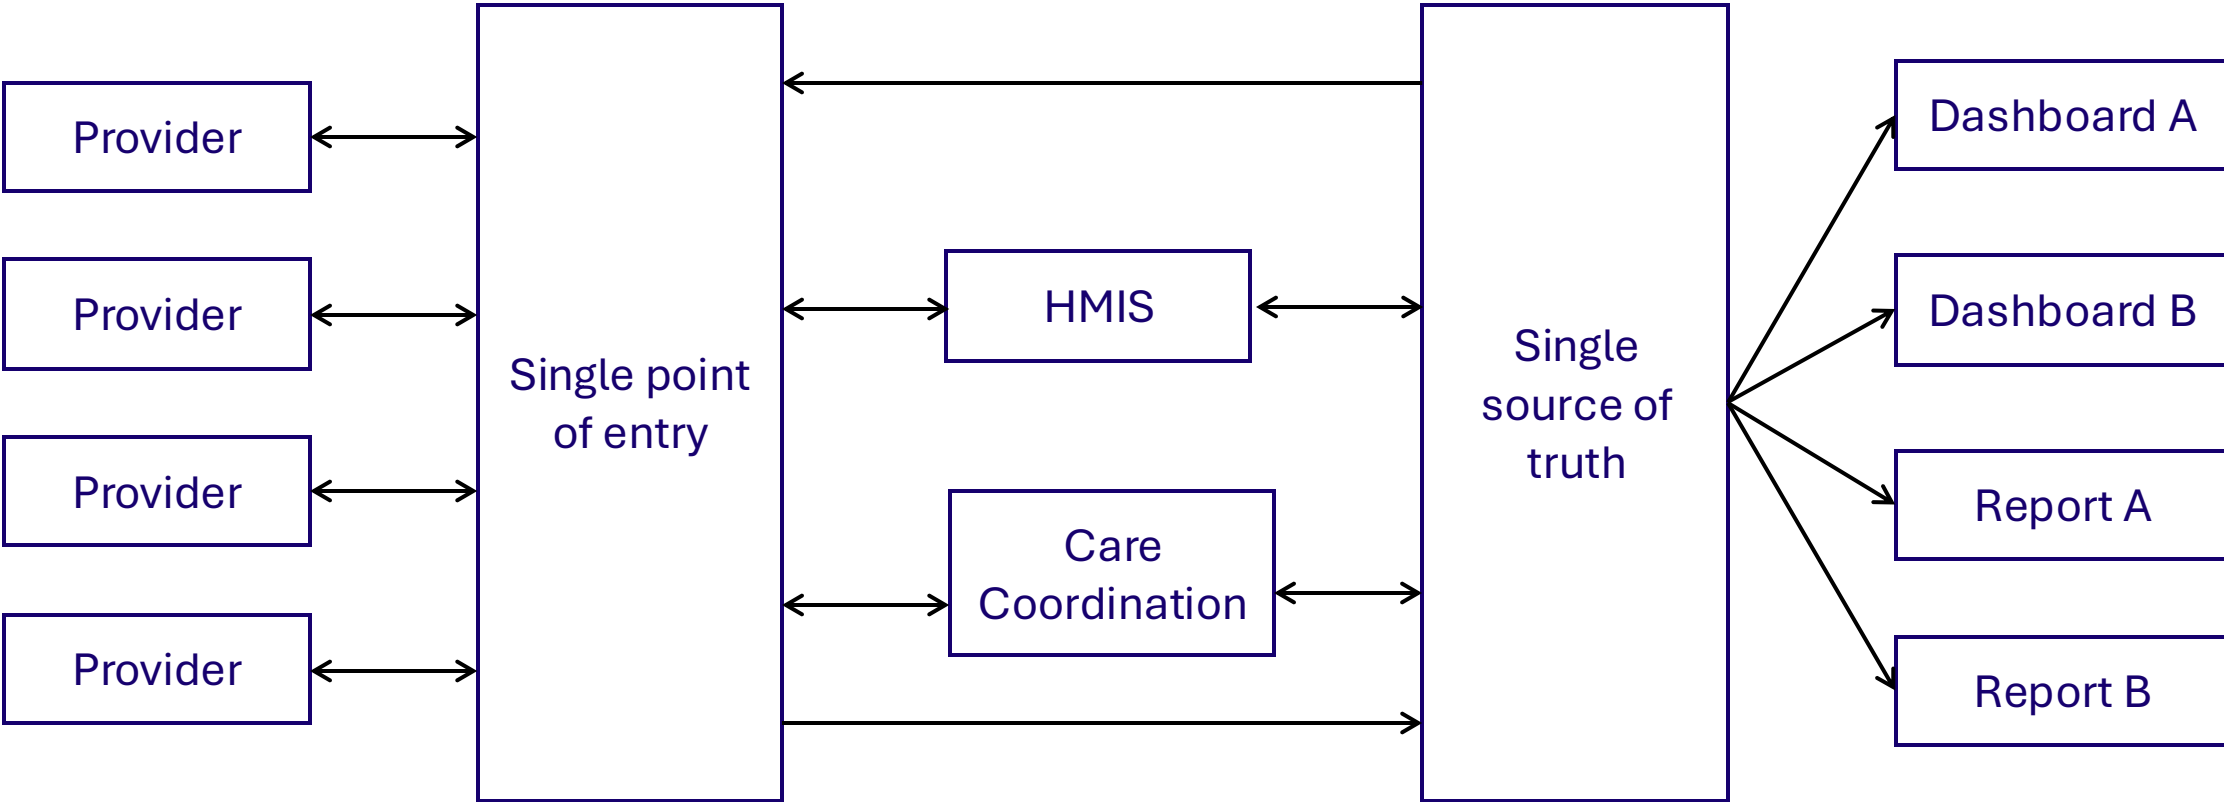 Provider
Provider
Provider
Provider
Single point
of entry
HMIS
Care
Coordination
Single
source of
truth
Dashboard A
Dashboard B
Report A
Report B